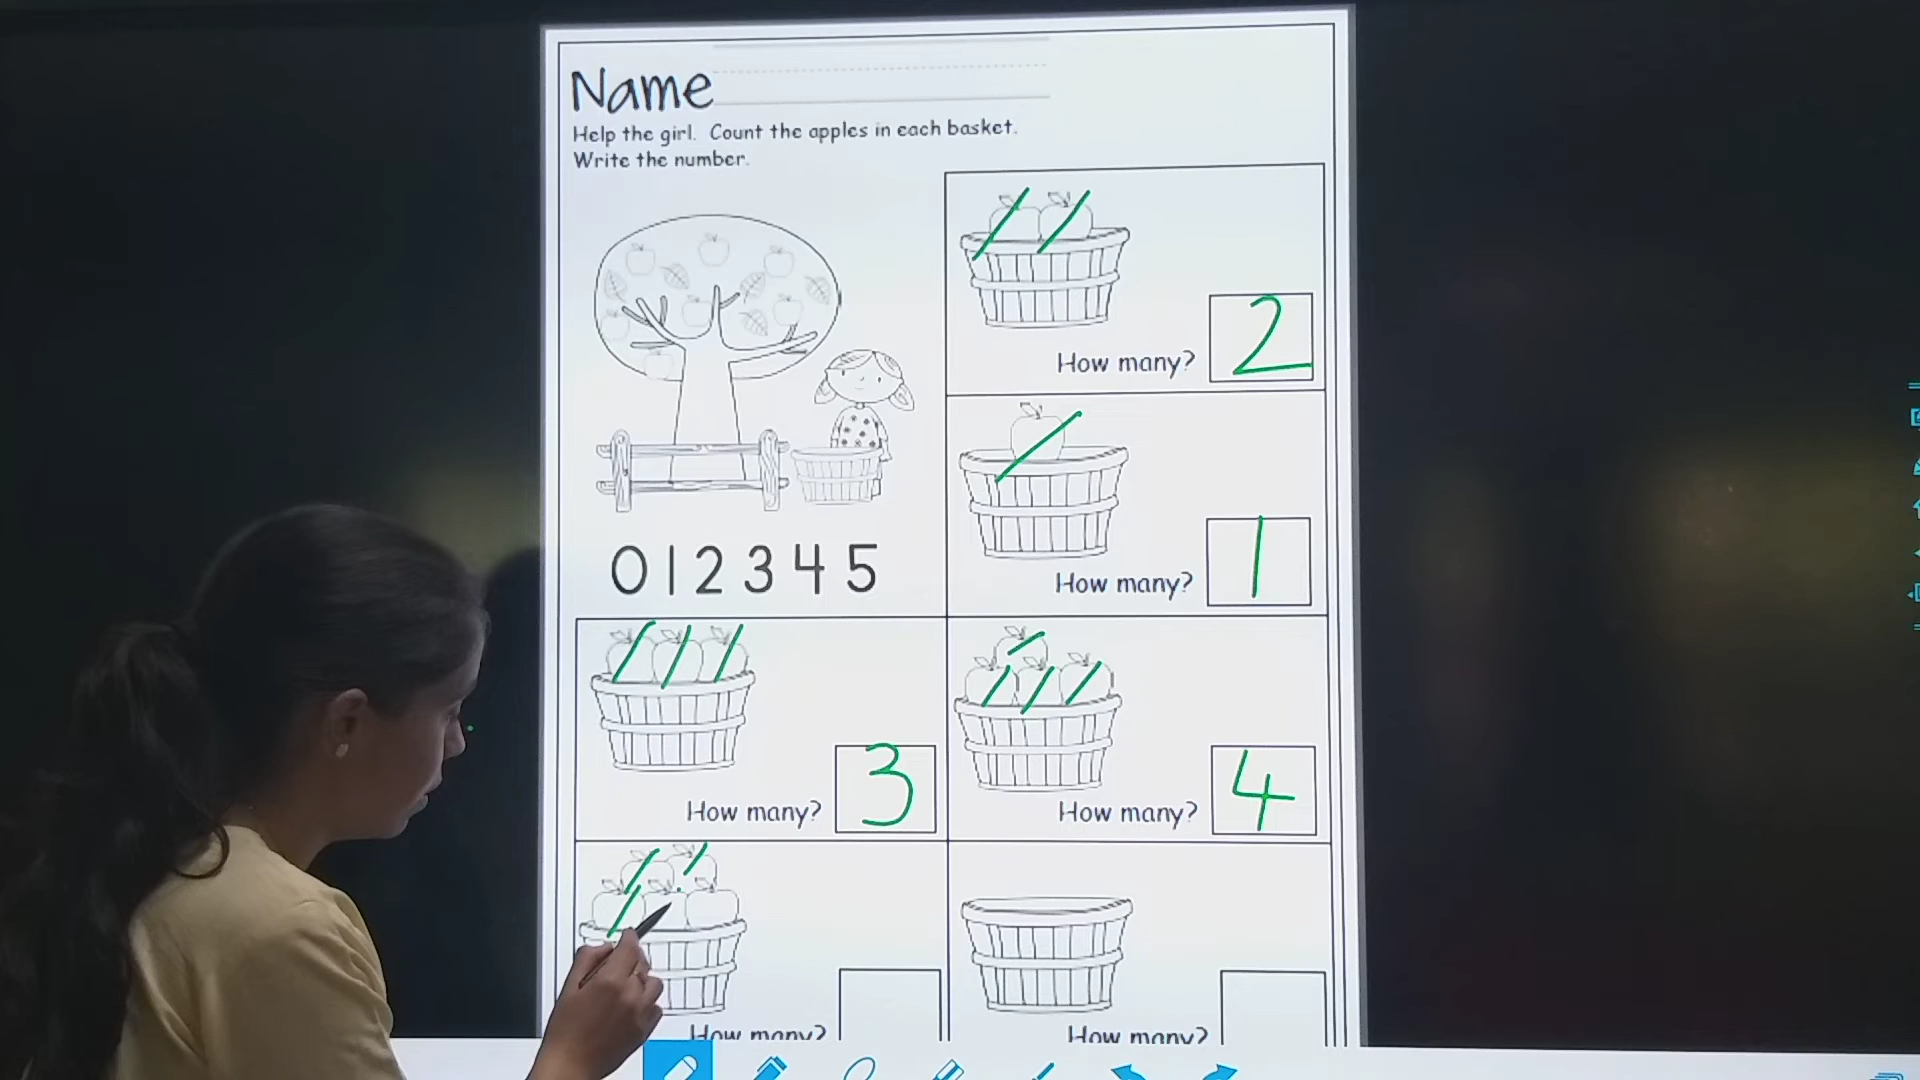 Name
Help the girl. Count the apples in each basket.
Write the number.
How many? 2
How many? 1
0 1 2 3 4 5
How many? 3
How many? 4
How many?
How many?